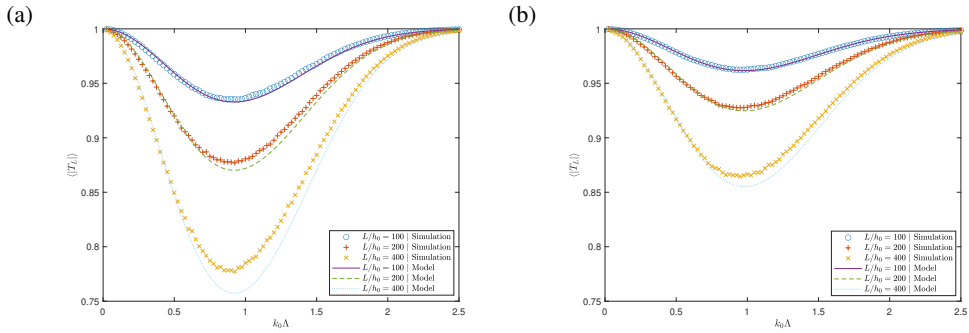 (a)
1
0.95
0.9
0.85
0.8
0.75
⟨|T_L|⟩
0 0.5 1 1.5 2 2.5
k_0Λ
L/h_0 = 100 | Simulation
L/h_0 = 200 | Simulation
L/h_0 = 400 | Simulation
L/h_0 = 100 | Model
L/h_0 = 200 | Model
L/h_0 = 400 | Model
(b)
1
0.95
0.9
0.85
0.8
0.75
⟨|T_L|⟩
0 0.5 1 1.5 2 2.5
k_0Λ
L/h_0 = 100 | Simulation
L/h_0 = 200 | Simulation
L/h_0 = 400 | Simulation
L/h_0 = 100 | Model
L/h_0 = 200 | Model
L/h_0 = 400 | Model